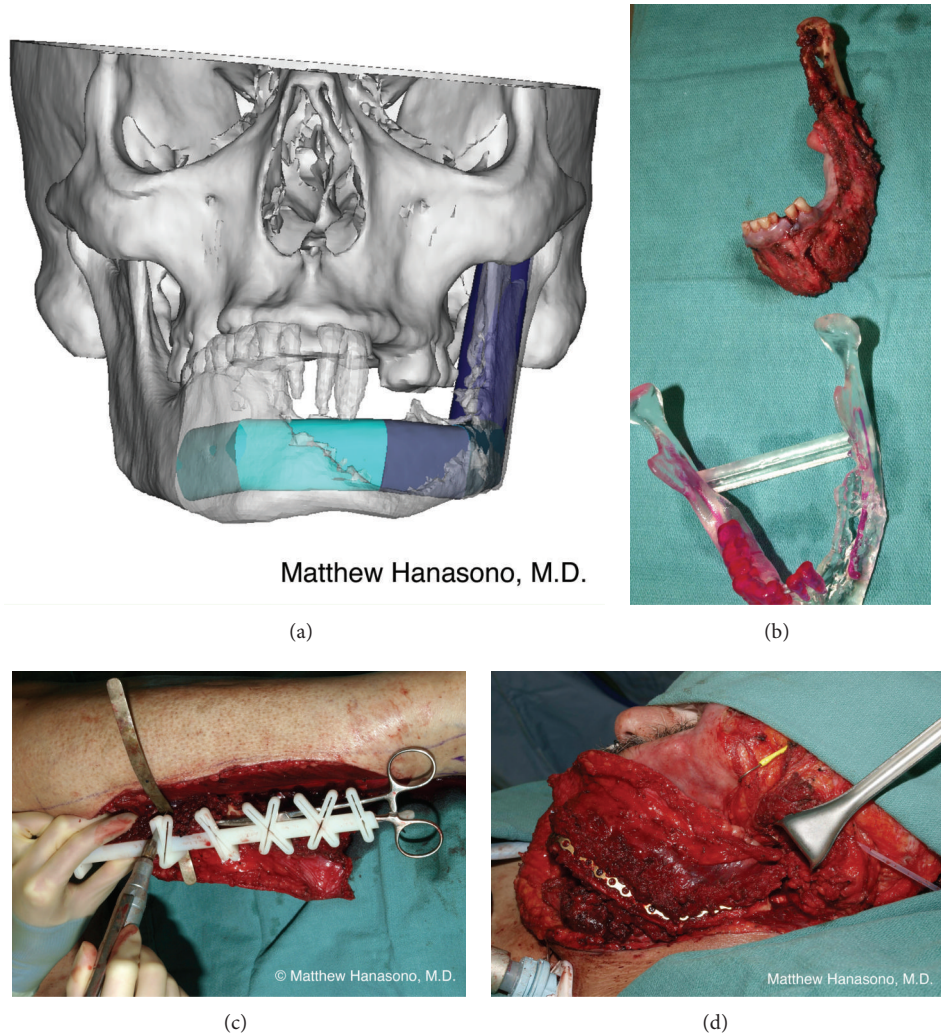 Matthew Hanasono, M.D.
(a)
(b)
© Matthew Hanasono, M.D.
(c)
Matthew Hanasono, M.D.
(d)